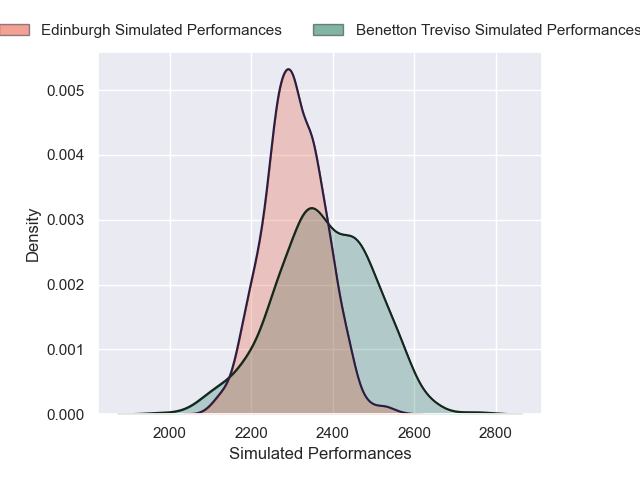 Edinburgh Simulated Performances
Benetton Treviso Simulated Performances
0.005
0.004
0.003
0.002
0.001
0.000
Density
2000
2200
2400
2600
2800
Simulated Performances